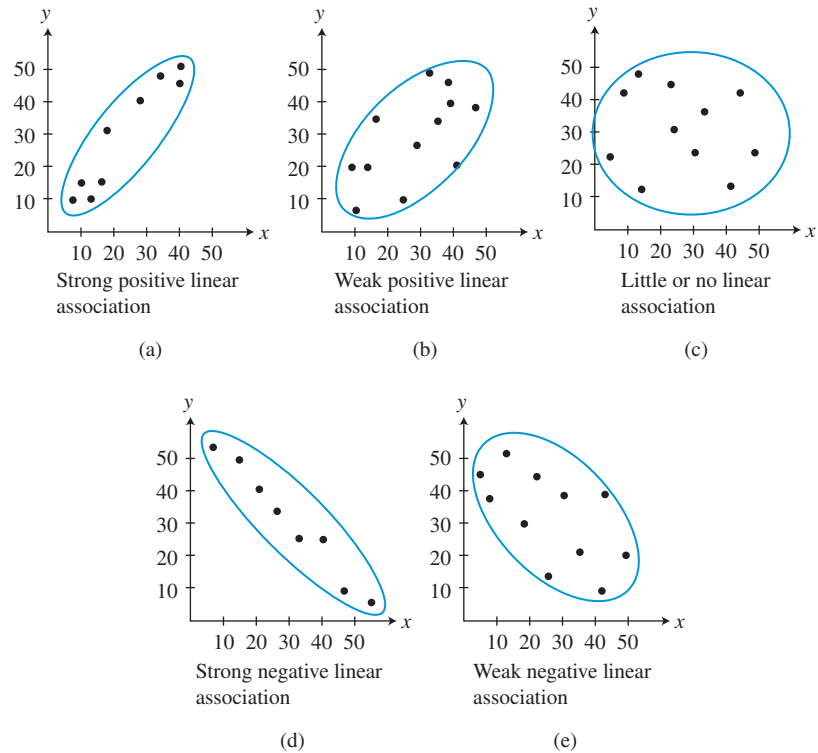 y
50
40
30
20
10
10 20 30 40 50
x
Strong positive linear
association
(a)
y
50
40
30
20
10
10 20 30 40 50
x
Weak positive linear
association
(b)
y
50
40
30
20
10
10 20 30 40 50
x
Little or no linear
association
(c)
y
50
40
30
20
10
10 20 30 40 50
x
Strong negative linear
association
(d)
y
50
40
30
20
10
10 20 30 40 50
x
Weak negative linear
association
(e)